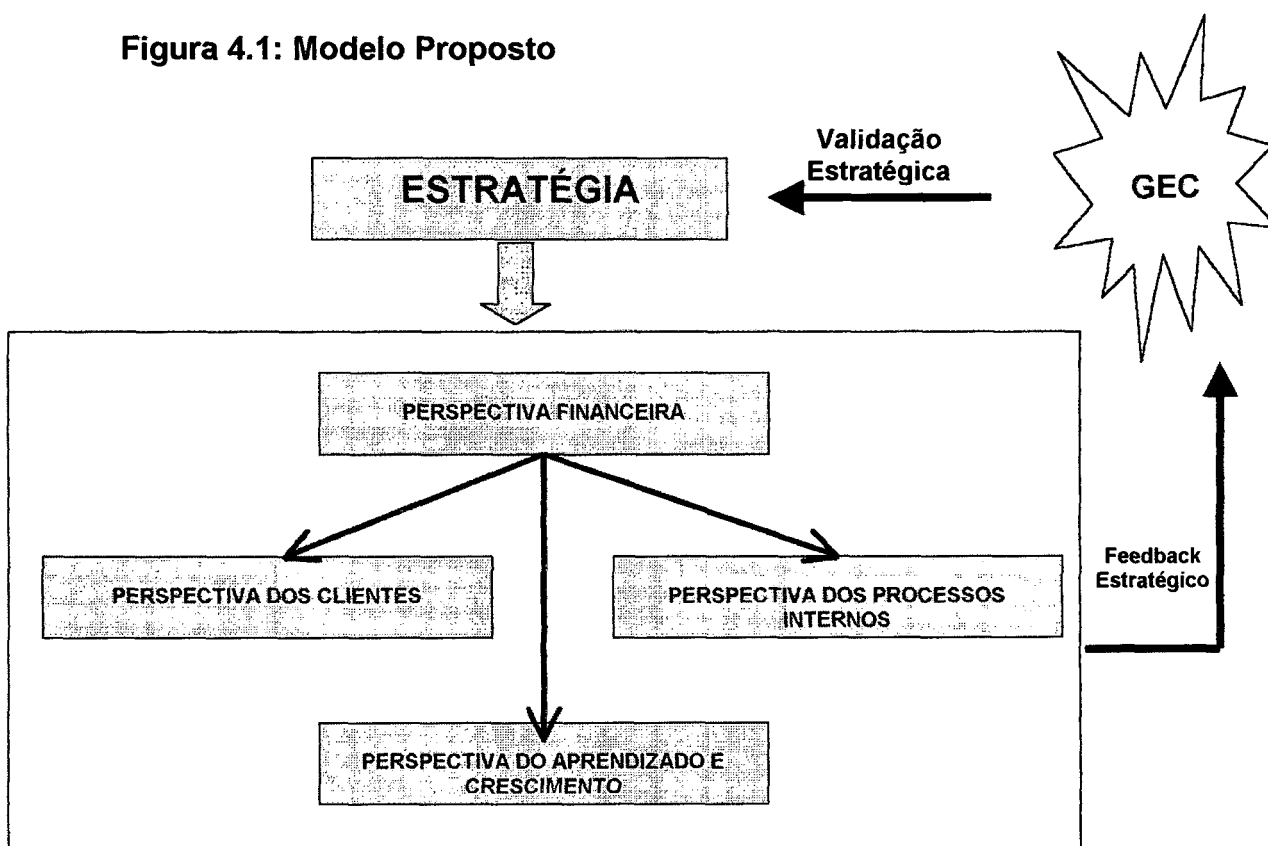 Figura 4.1: Modelo Proposto
Validação
Estratégica
ESTRATÉGIA
GEC
PERSPECTIVA FINANCEIRA
PERSPECTIVA DOS CLIENTES
PERSPECTIVA DOS PROCESSOS
INTERNOS
Feedback
Estratégico
PERSPECTIVA DO APRENDIZADO E
CRESCIMENTO